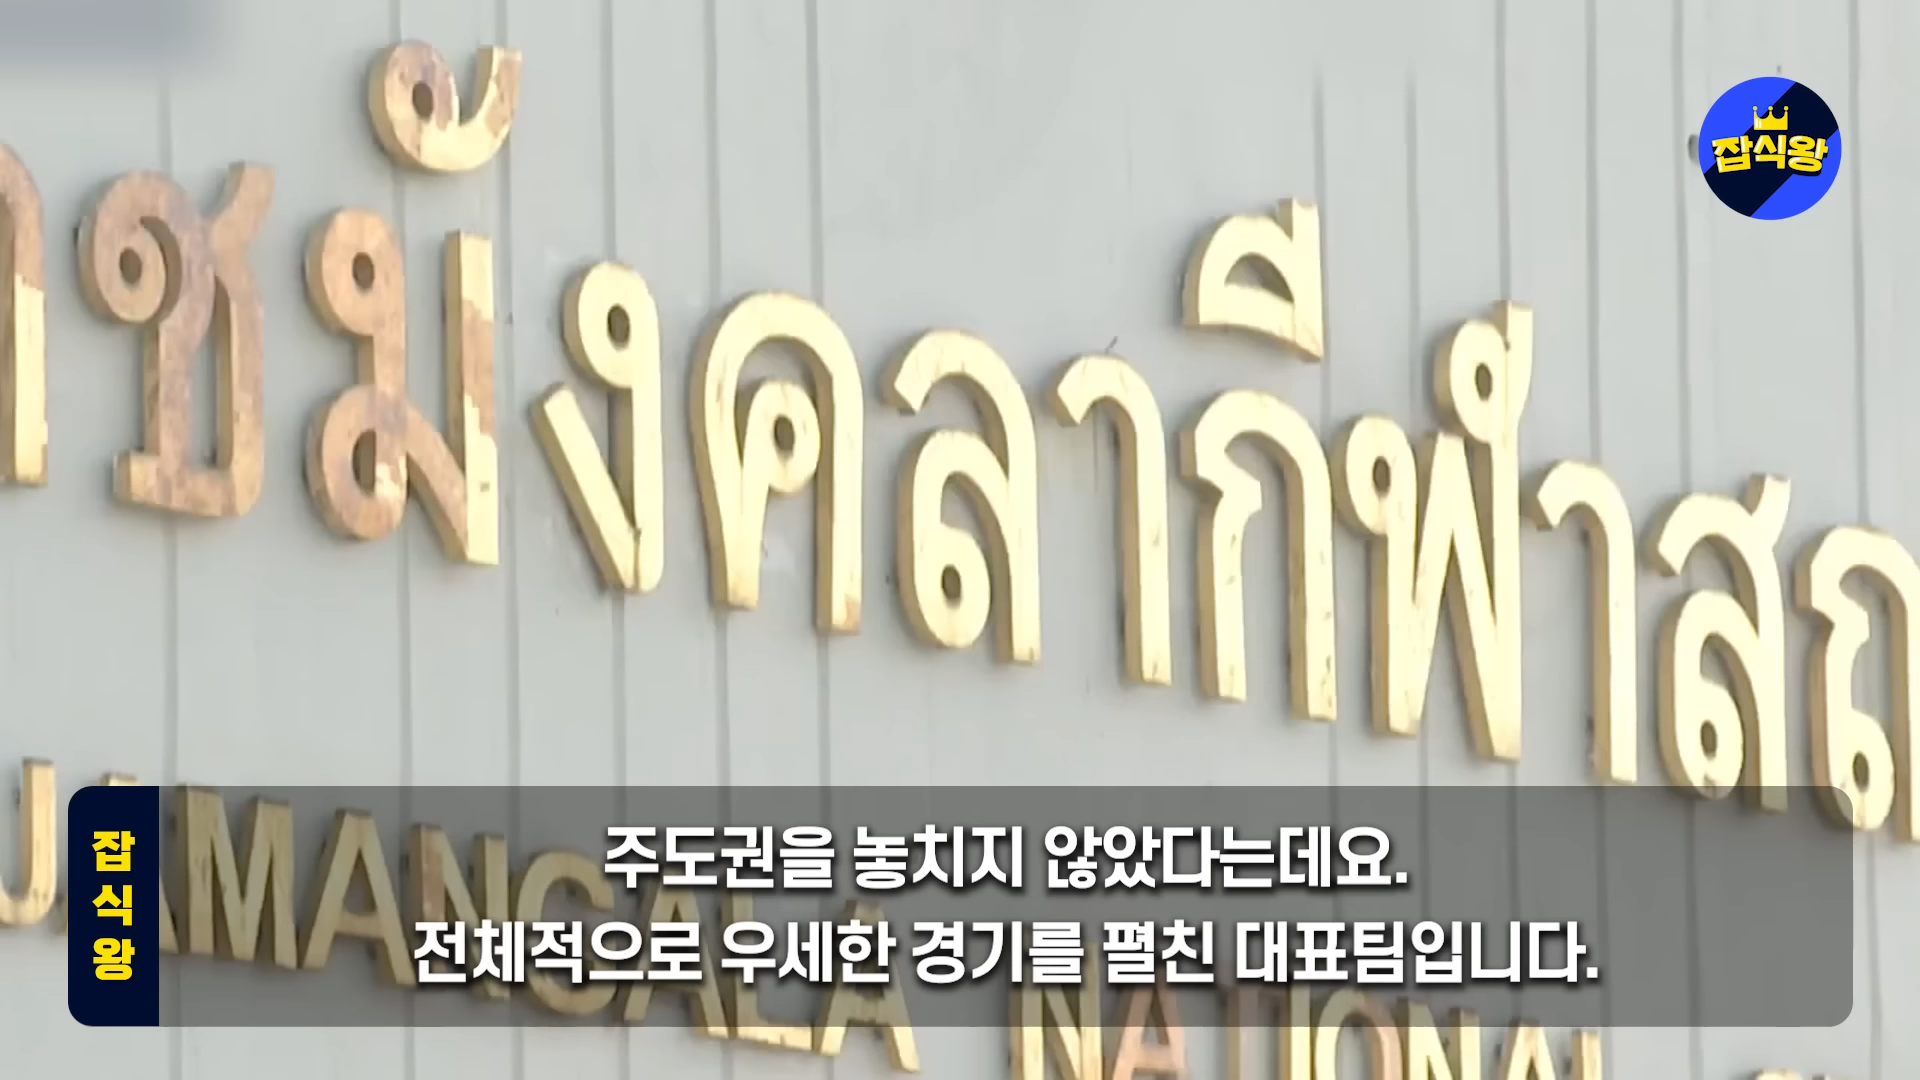 าชมังคลากีฬาสถ
JAMANGALA NATIONAL
잡식왕
잡식왕
주도권을 놓치지 않았다는데요.
전체적으로 우세한 경기를 펼친 대표팀입니다.